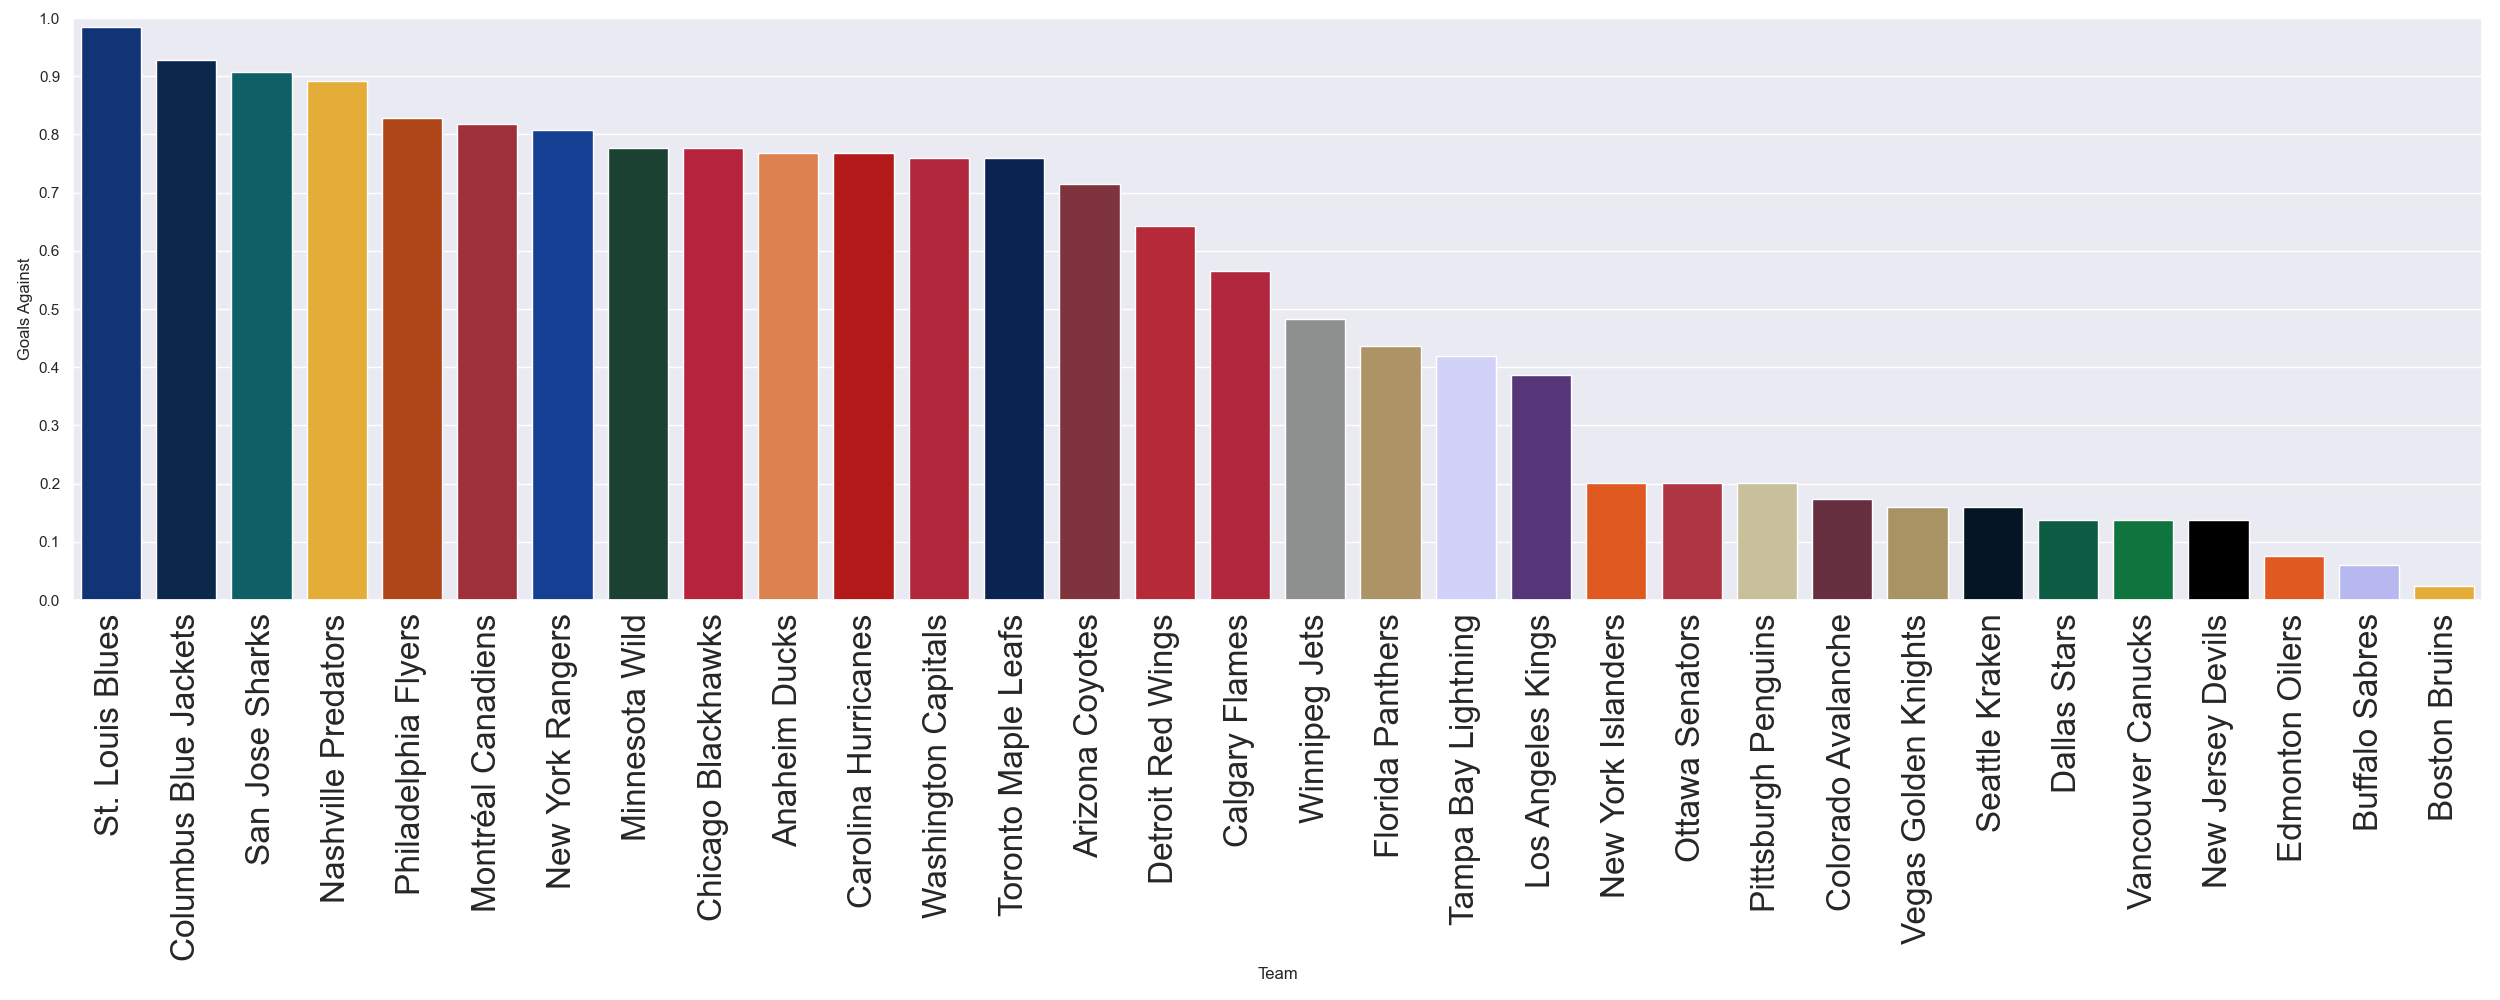 1.0
0.9
0.8
0.7
0.6
0.5
0.4
0.3
0.2
0.1
0.0
Goals Against
St. Louis Blues
Columbus Blue Jackets
San Jose Sharks
Nashville Predators
Philadelphia Flyers
Montréal Canadiens
New York Rangers
Minnesota Wild
Chicago Blackhawks
Anaheim Ducks
Carolina Hurricanes
Washington Capitals
Toronto Maple Leafs
Arizona Coyotes
Detroit Red Wings
Calgary Flames
Winnipeg Jets
Florida Panthers
Tampa Bay Lightning
Los Angeles Kings
New York Islanders
Ottawa Senators
Pittsburgh Penguins
Colorado Avalanche
Vegas Golden Knights
Seattle Kraken
Dallas Stars
Vancouver Canucks
New Jersey Devils
Edmonton Oilers
Buffalo Sabres
Boston Bruins
Team